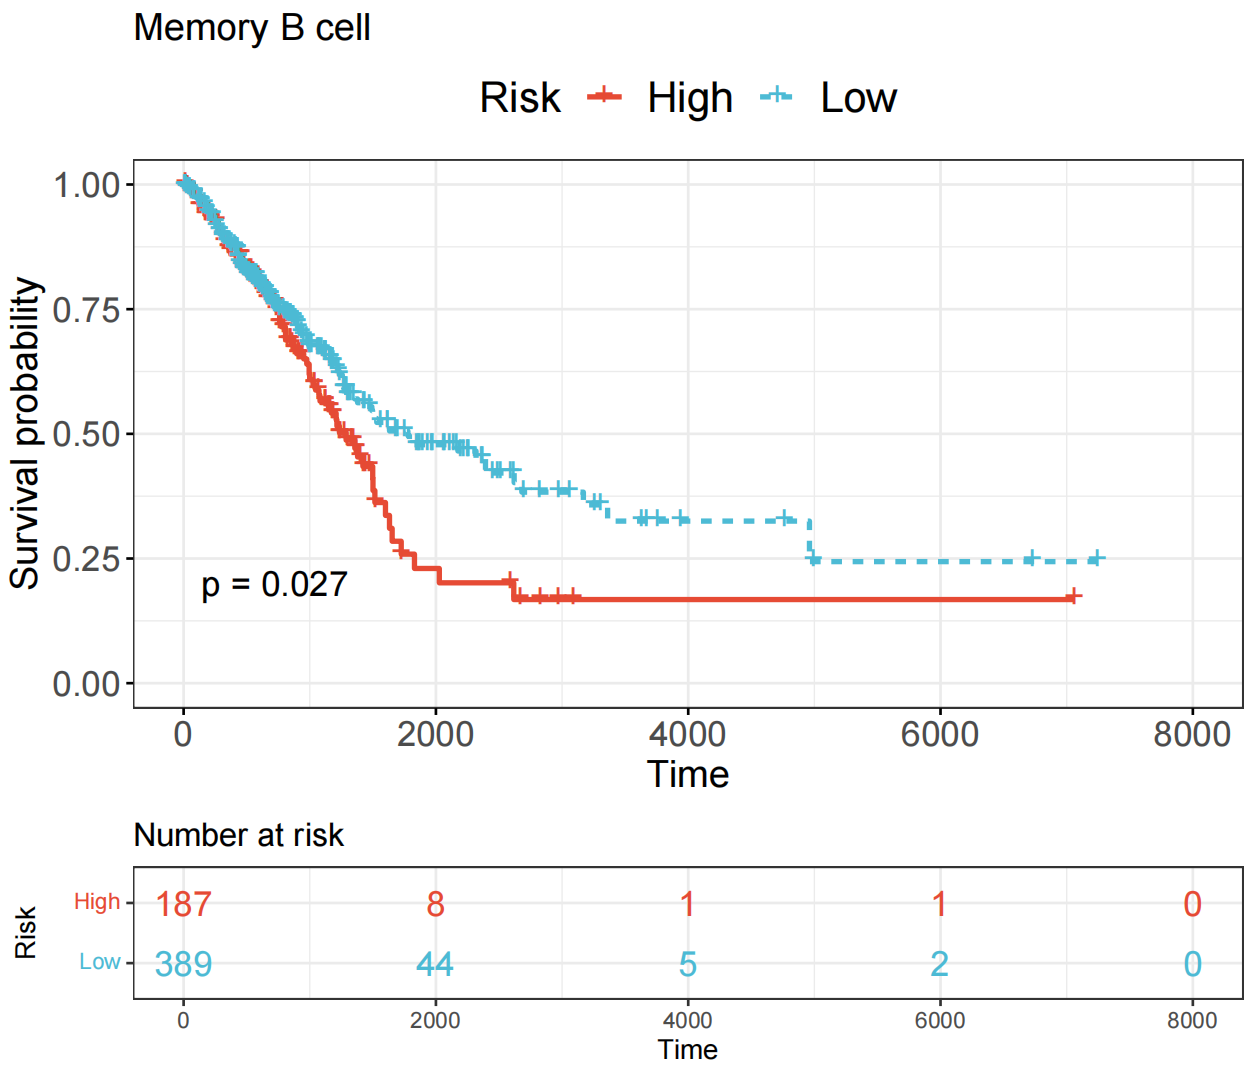 Memory B cell
Risk High Low
Survival probability
1.00
0.75
0.50
0.25
0.00
p = 0.027
0 2000 4000 6000 8000
Time
Number at risk
Risk
High 187 8 1 1 0
Low 389 44 5 2 0
0 2000 4000 6000 8000
Time